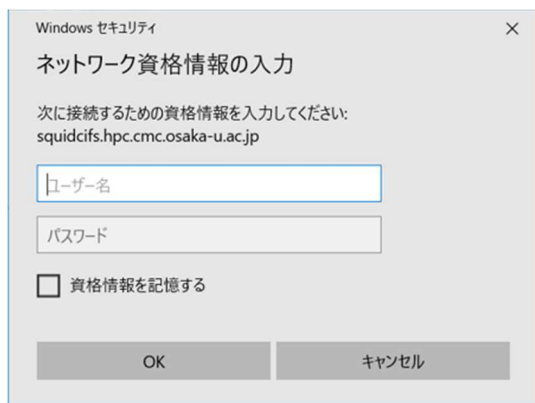 Windows セキュリティ
ネットワーク資格情報の入力
次に接続するための資格情報を入力してください:
squidcifs.hpc.cmc.osaka-u.ac.jp
ユーザー名
パスワード
資格情報を記憶する
OK
キャンセル